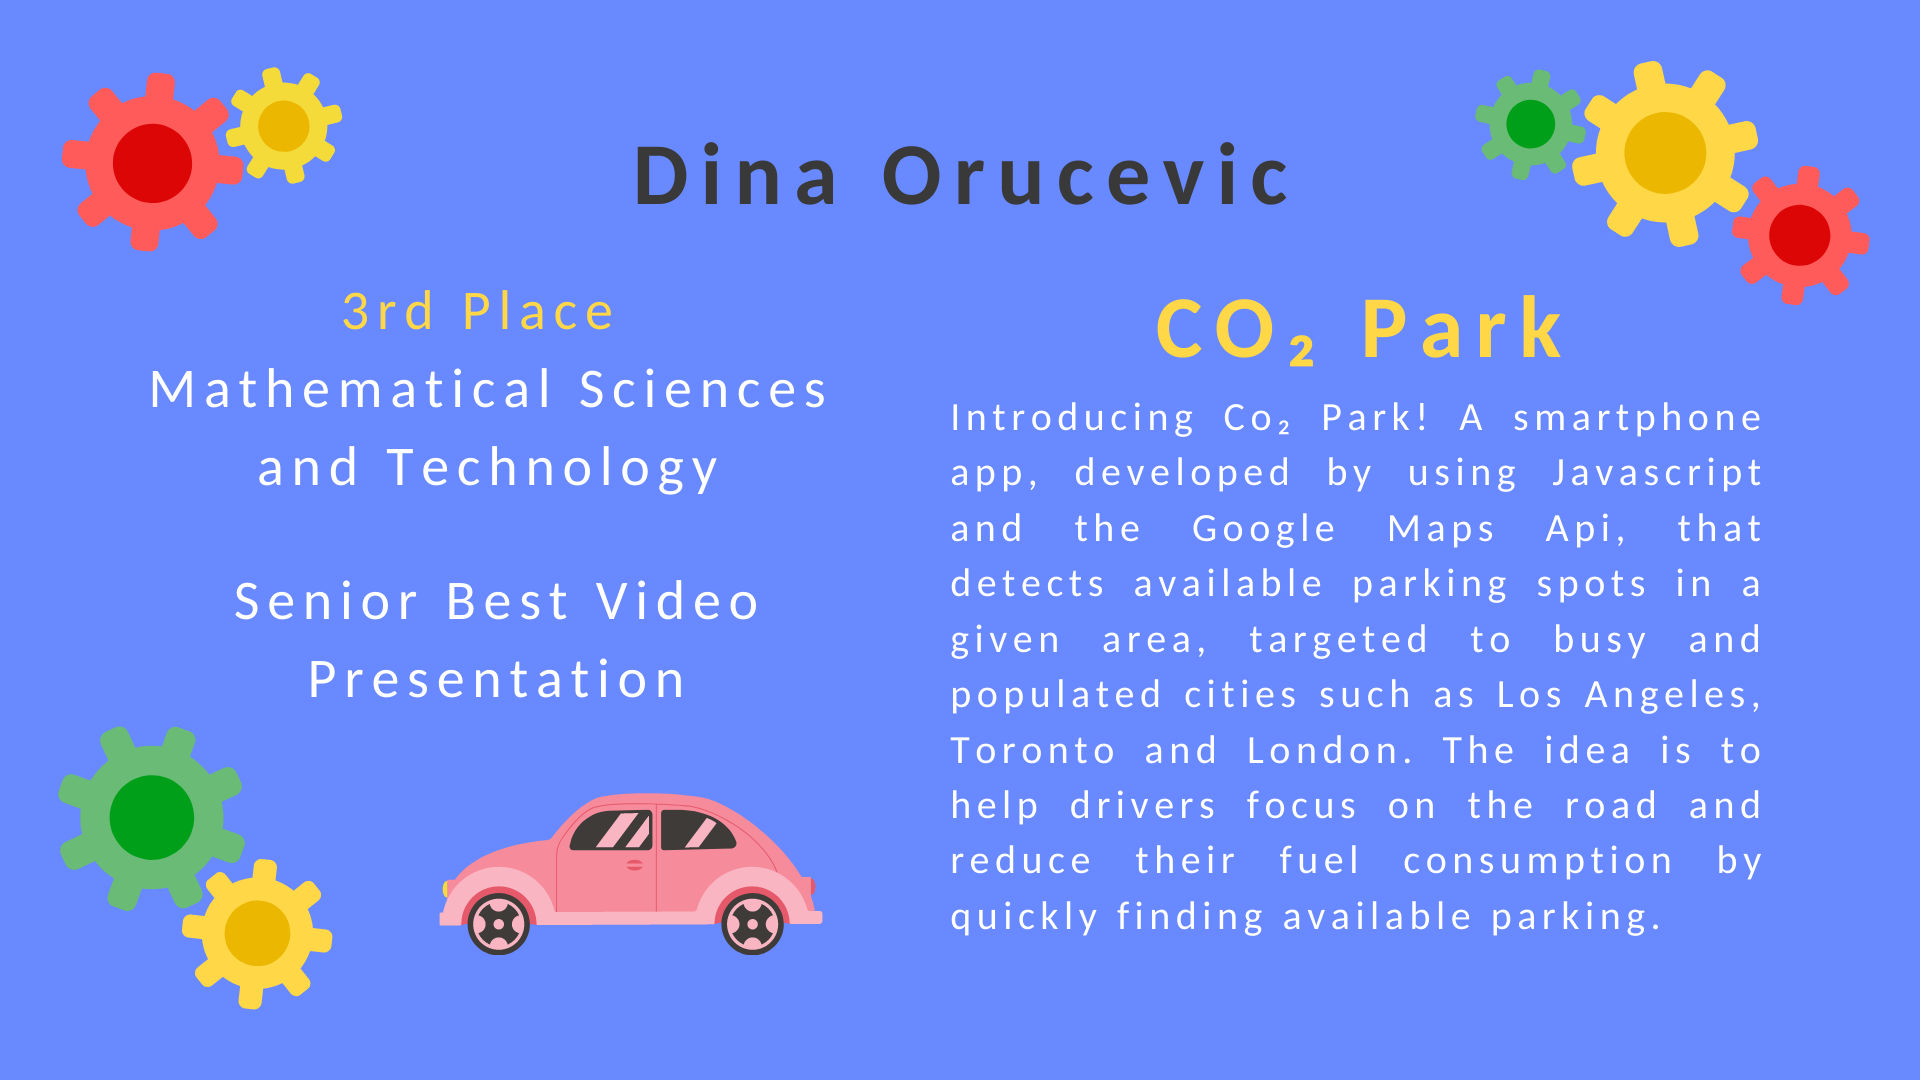 Dina Orucevic
3rd Place
Mathematical Sciences
and Technology
Senior Best Video
Presentation
CO₂ Park
Introducing Co₂ Park! A smartphone
app, developed by using Javascript
and the Google Maps Api, that
detects available parking spots in a
given area, targeted to busy and
populated cities such as Los Angeles,
Toronto and London. The idea is to
help drivers focus on the road and
reduce their fuel consumption by
quickly finding available parking.